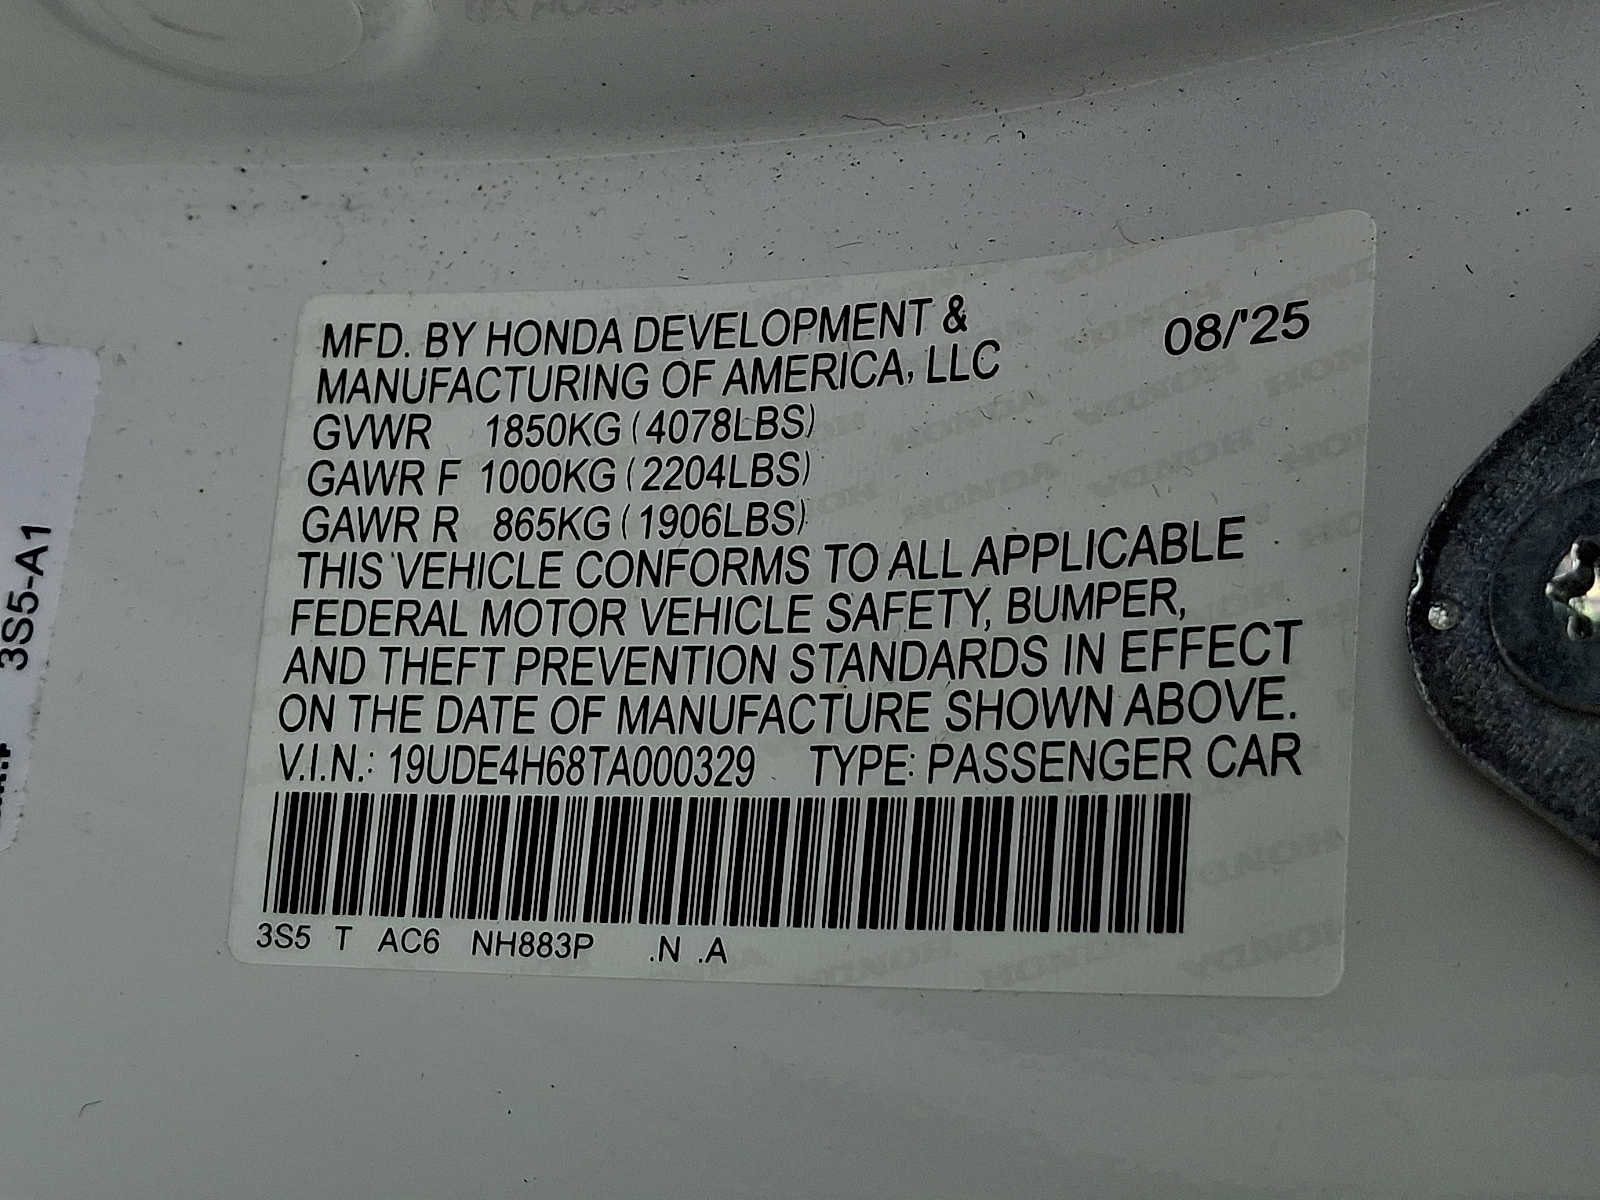 MFD. BY HONDA DEVELOPMENT &
MANUFACTURING OF AMERICA, LLC
08/'25
GVWR 1850KG (4078LBS)
GAWR F 1000KG (2204LBS)
GAWR R 865KG (1906LBS)
THIS VEHICLE CONFORMS TO ALL APPLICABLE
FEDERAL MOTOR VEHICLE SAFETY, BUMPER,
AND THEFT PREVENTION STANDARDS IN EFFECT
ON THE DATE OF MANUFACTURE SHOWN ABOVE.
V.I.N.: 19UDE4H68TA000329 TYPE: PASSENGER CAR
3S5 T AC6 NH883P .N .A
3S5-A1